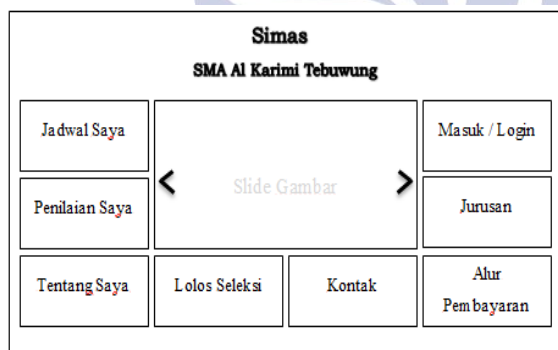 Simas
SMA Al Karimi Tebuwung
Jadwal Saya
Masuk / Login
Slide Gambar
Penilaian Saya
Jurusan
Tentang Saya
Lolos Seleksi
Kontak
Alur
Pembayaran